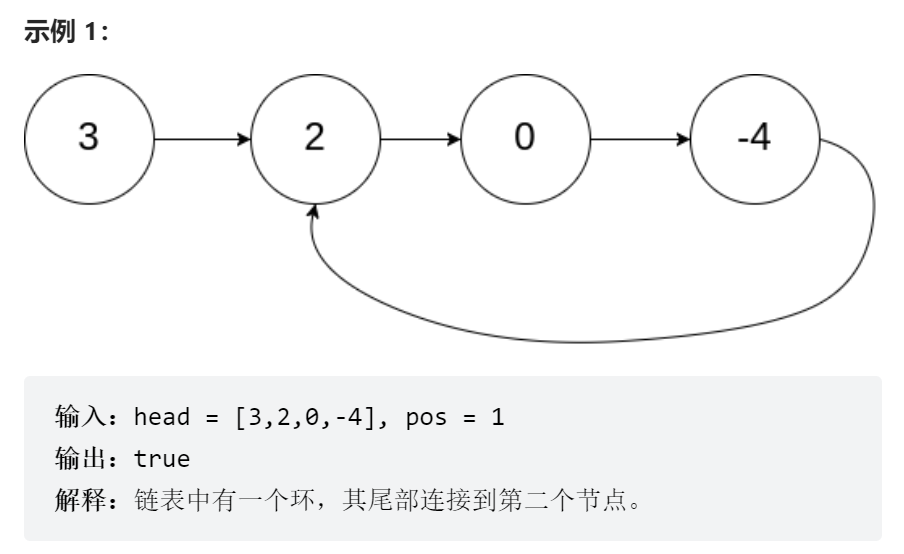 示例 1：
3 2 0 -4
输入：head = [3,2,0,-4], pos = 1
输出：true
解释：链表中有一个环，其尾部连接到第二个节点。